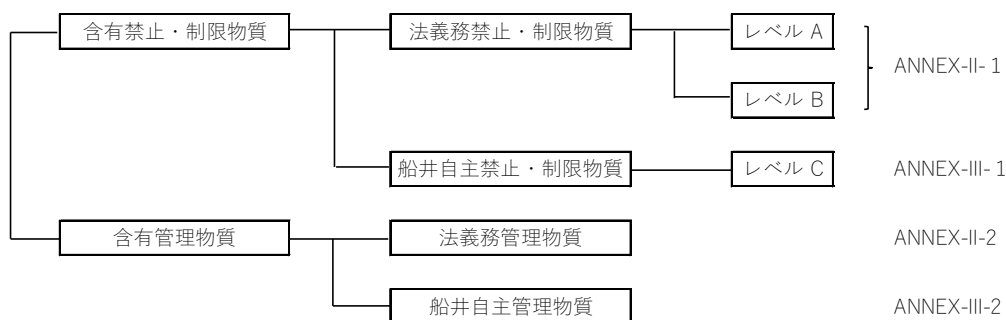 含有禁止・制限物質 法義務禁止・制限物質 レベル A
ANNEX-II- 1
レベル B
船井自主禁止・制限物質 レベル C ANNEX-III- 1
含有管理物質 法義務管理物質 ANNEX-II-2
船井自主管理物質 ANNEX-III-2